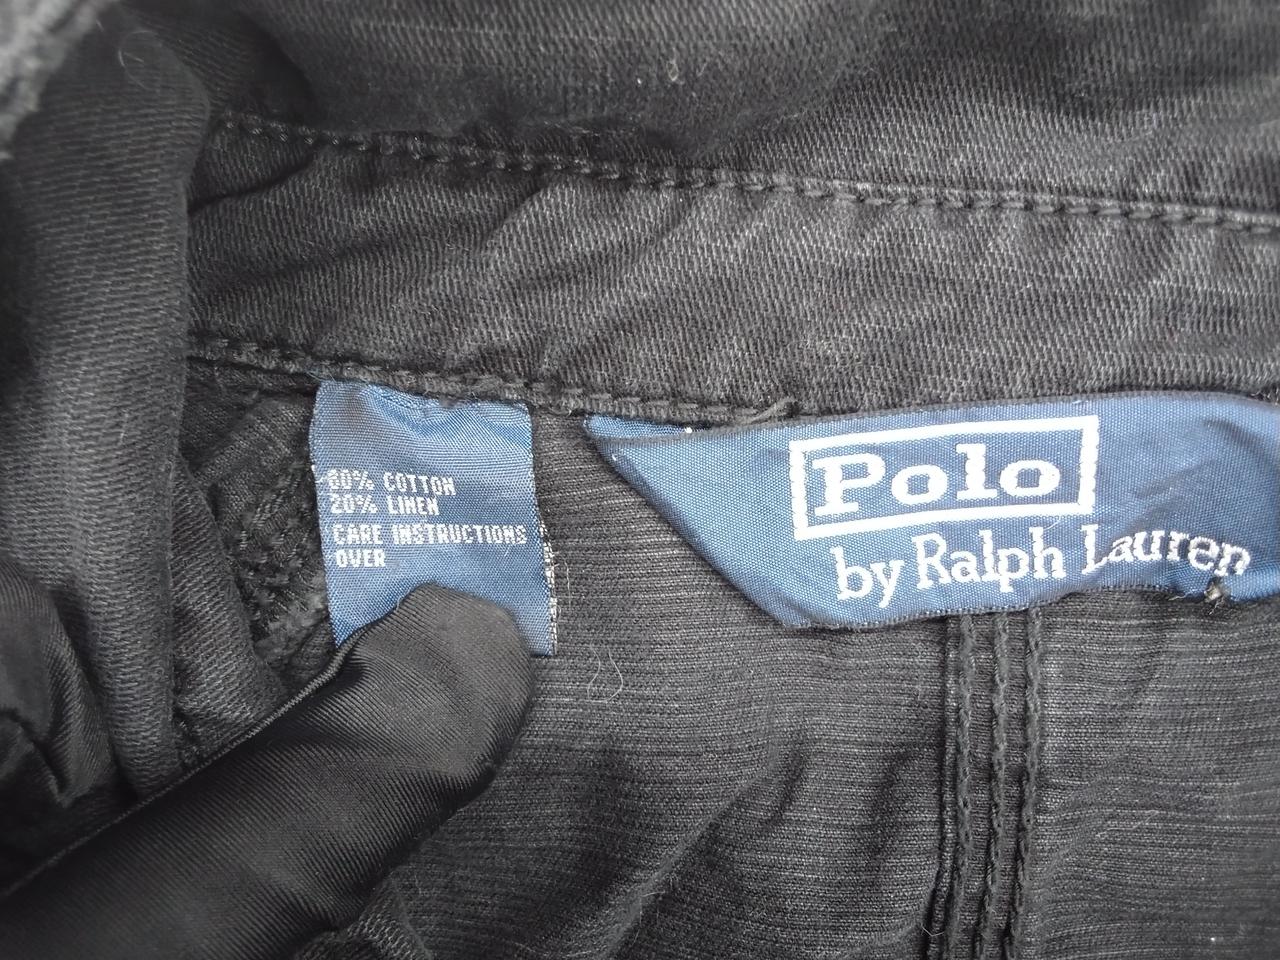 80% COTTON
20% LINEN
CARE INSTRUCTIONS
OVER
Polo
by Ralph Lauren